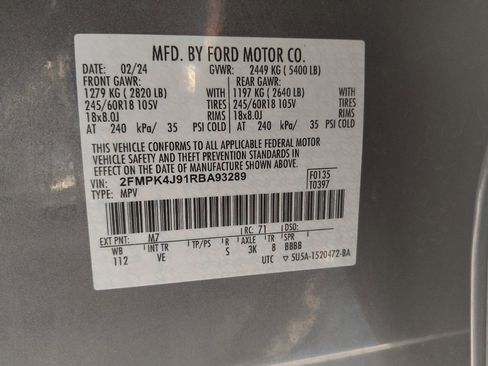 MFD. BY FORD MOTOR CO.
DATE: 02/24 GVWR: 2449 KG ( 5400 LB)
FRONT GAWR: REAR GAWR:
1279 KG ( 2820 LB) 1197 KG ( 2640 LB)
245/60R18 105V TIRES 245/60R18 105V TIRES
18x8.0J RIMS 18x8.0J RIMS
AT 240 kPa/ 35 PSI COLD AT 240 kPa/ 35 PSI COLD
THIS VEHICLE CONFORMS TO ALL APPLICABLE FEDERAL MOTOR
VEHICLE SAFETY AND THEFT PREVENTION STANDARDS IN
EFFECT ON THE DATE OF MANUFACTURE SHOWN ABOVE.
VIN: 2FMPK4J91RBA93289 F0135
TYPE: MPV T0397
EXT PNT: M7 RC: 71 DSO:
WB INT TR TP/PS R AXLE TR SPR
112 VE S 3K 8 BBBB
UTC ▽ 5U5A-1520472-BA